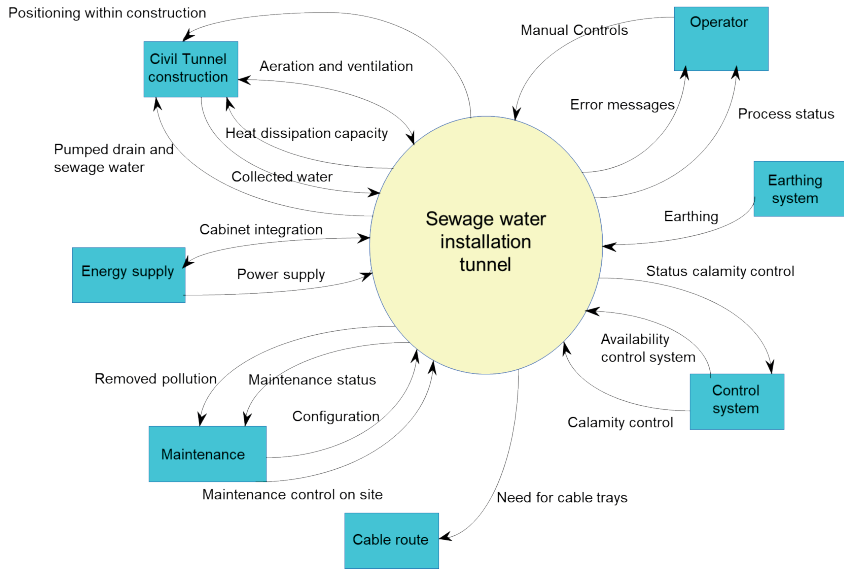 Positioning within construction
Manual Controls
Operator
Civil Tunnel
construction
Aeration and ventilation
Error messages
Process status
Heat dissipation capacity
Pumped drain and
sewage water
Collected water
Earthing
system
Earthing
Sewage water
installation
tunnel
Cabinet integration
Energy supply
Power supply
Status calamity control
Availability
control system
Removed pollution
Maintenance status
Control
system
Configuration
Calamity control
Maintenance
Maintenance control on site
Need for cable trays
Cable route